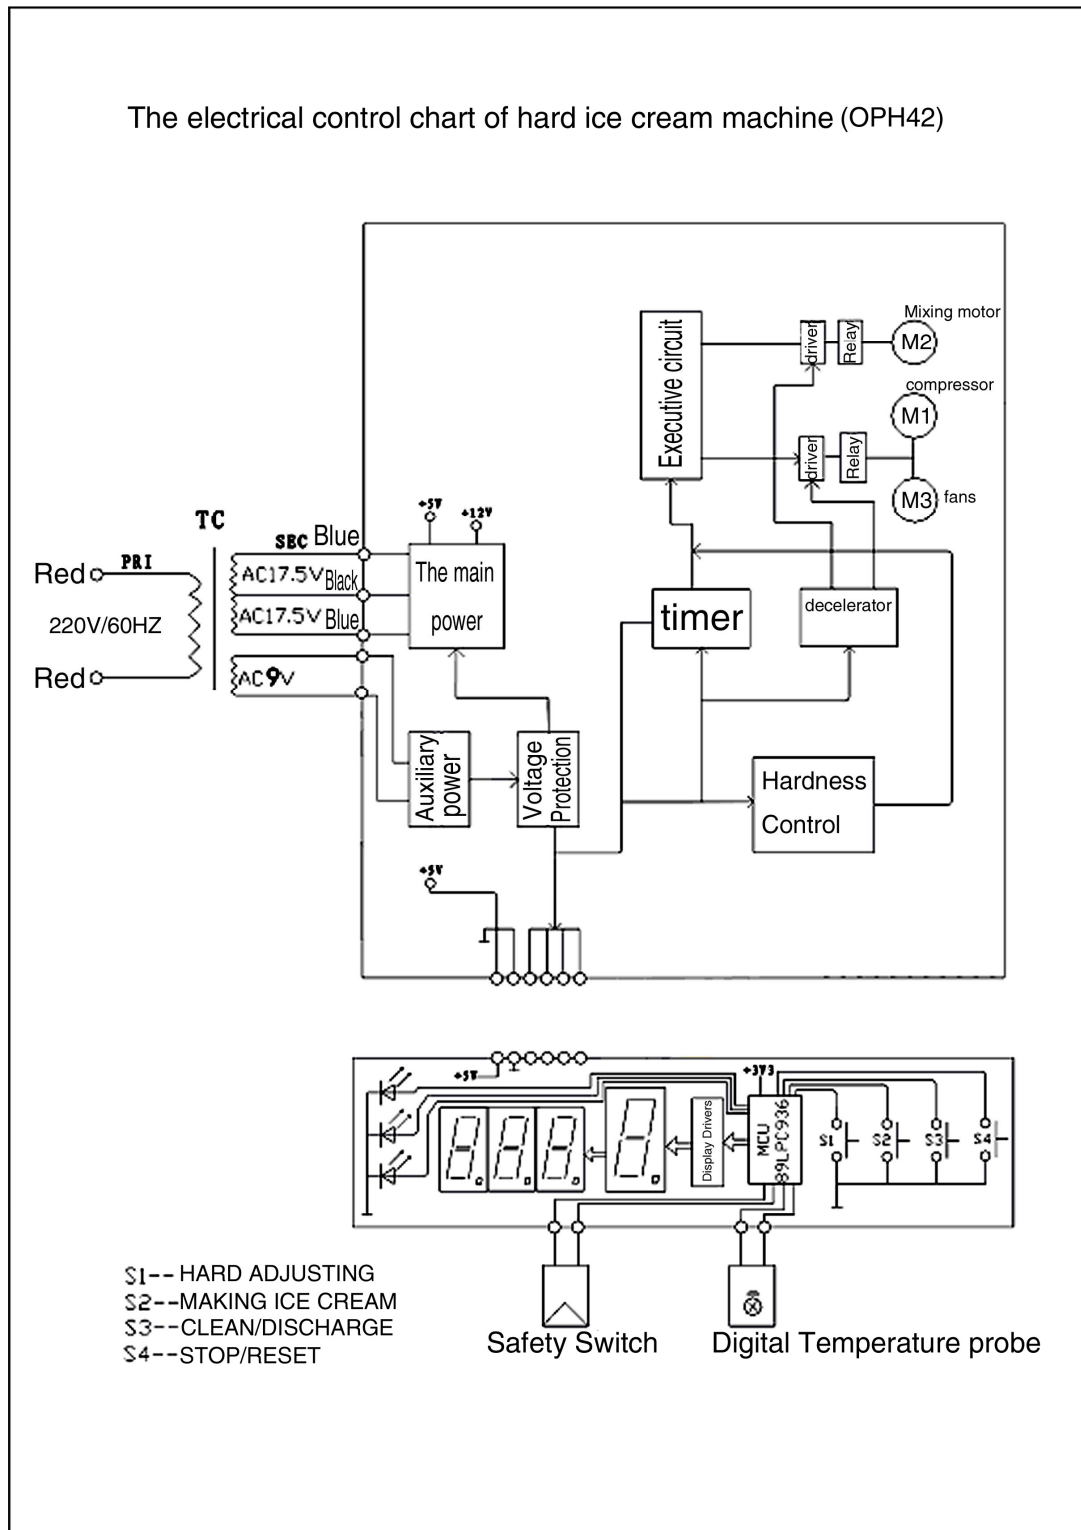 The electrical control chart of hard ice cream machine (OPH42)
Mixing motor
Executive circuit
driver
Relay
M2
compressor
M1
driver
Relay
M3 fans
TC
+5V
+12V
SBC Blue
PRI
Red
AC17.5V Black
The main
power
220V/60HZ
AC17.5V Blue
Red
AC9V
timer
decelerator
Auxiliary
power
Voltage
Protection
Hardness
Control
+5V
+5V
+3V3
Display Drivers
MCU
89LPC936
S1
S2
S3
S4
S1--HARD ADJUSTING
S2--MAKING ICE CREAM
S3--CLEAN/DISCHARGE
S4--STOP/RESET
Safety Switch
Digital Temperature probe